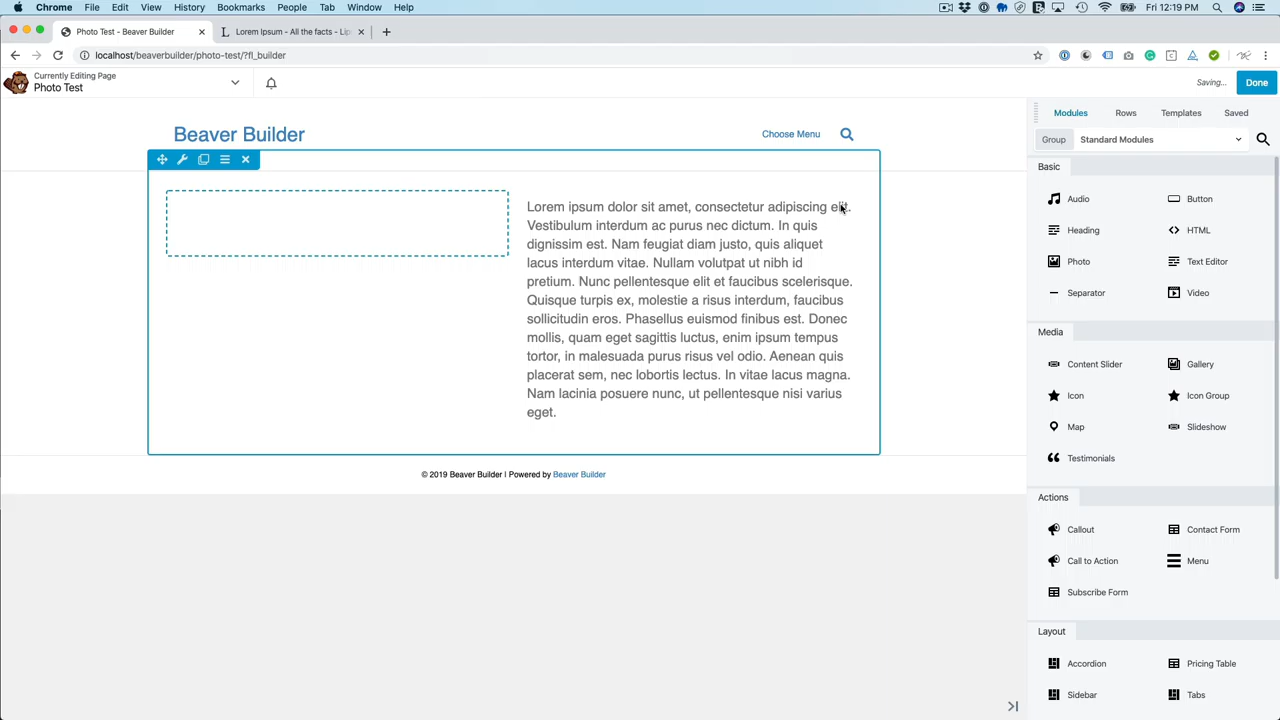 Chrome File Edit View History Bookmarks People Tab Window Help
Fri 12:19 PM
Photo Test - Beaver Builder
Lorem Ipsum - All the facts - Lip
localhost/beaverbuilder/photo-test/?fl_builder
Currently Editing Page
Photo Test
Saving...
Done
Beaver Builder
Choose Menu
Lorem ipsum dolor sit amet, consectetur adipiscing elit.
Vestibulum interdum ac purus nec dictum. In quis
dignissim est. Nam feugiat diam justo, quis aliquet
lacus interdum vitae. Nullam volutpat ut nibh id
pretium. Nunc pellentesque elit et faucibus scelerisque.
Quisque turpis ex, molestie a risus interdum, faucibus
sollicitudin eros. Phasellus euismod finibus est. Donec
mollis, quam eget sagittis luctus, enim ipsum tempus
tortor, in malesuada purus risus vel odio. Aenean quis
placerat sem, nec lobortis lectus. In vitae lacus magna.
Nam lacinia posuere nunc, ut pellentesque nisi varius
eget.
© 2019 Beaver Builder | Powered by Beaver Builder
Modules Rows Templates Saved
Group Standard Modules
Basic
Audio Button
Heading HTML
Photo Text Editor
Separator Video
Media
Content Slider Gallery
Icon Icon Group
Map Slideshow
Testimonials
Actions
Callout Contact Form
Call to Action Menu
Subscribe Form
Layout
Accordion Pricing Table
Sidebar Tabs